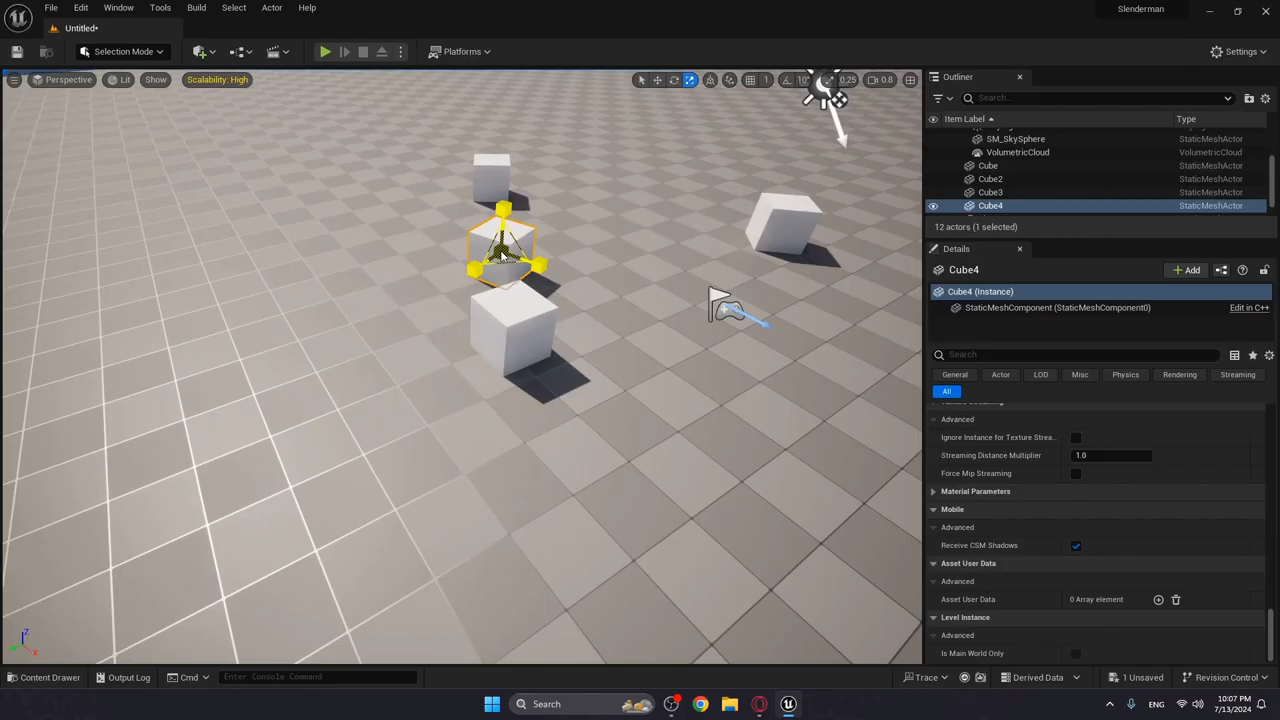 File Edit Window Tools Build Select Actor Help
Slenderman
Untitled*
Selection Mode
Platforms
Settings
Perspective
Lit
Show
Scalability: High
1
10°
0.25
0.8
Outliner
Search...
Item Label
Type
SM_SkySphere StaticMeshActor
VolumetricCloud VolumetricCloud
Cube StaticMeshActor
Cube2 StaticMeshActor
Cube3 StaticMeshActor
Cube4 StaticMeshActor
12 actors (1 selected)
Details
Cube4
Add
Cube4 (Instance)
StaticMeshComponent (StaticMeshComponent0)
Edit in C++
Search
General Actor LOD Misc Physics Rendering Streaming
All
Advanced
Ignore Instance for Texture Strea...
Streaming Distance Multiplier 1.0
Force Mip Streaming
Material Parameters
Mobile
Advanced
Receive CSM Shadows
Asset User Data
Advanced
Asset User Data 0 Array element
Level Instance
Advanced
Is Main World Only
Z
X
Content Drawer Output Log Cmd Enter Console Command
Trace Derived Data 1 Unsaved Revision Control
Search
ENG
10:07 PM
7/13/2024